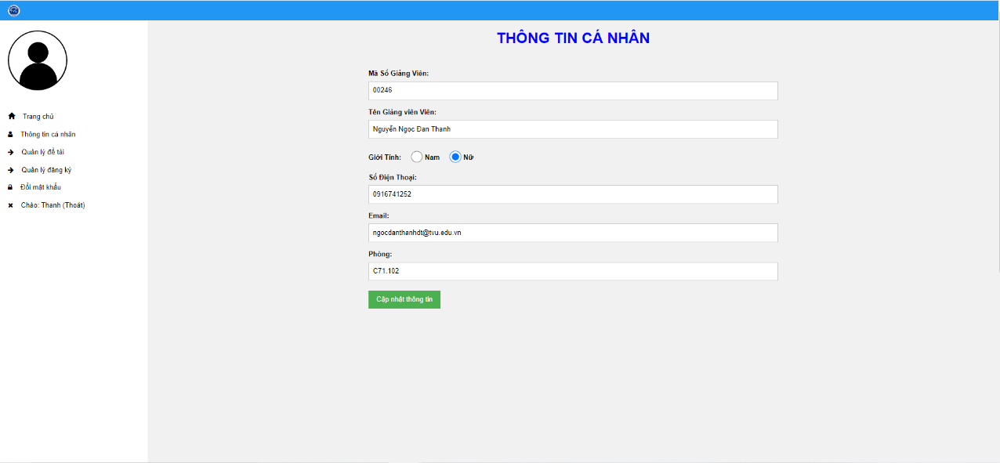 THÔNG TIN CÁ NHÂN
Trang chủ
Thông tin cá nhân
Quản lý đề tài
Quản lý đăng ký
Đổi mật khẩu
Chào: Thanh (Thoát)
Mã Số Giảng Viên:
00246
Tên Giảng viên Viên:
Nguyễn Ngọc Đan Thanh
Giới Tính: Nam Nữ
Số Điện Thoại:
0916741252
Email:
ngocdanthanhdt@tvu.edu.vn
Phòng:
C71.102
Cập nhật thông tin